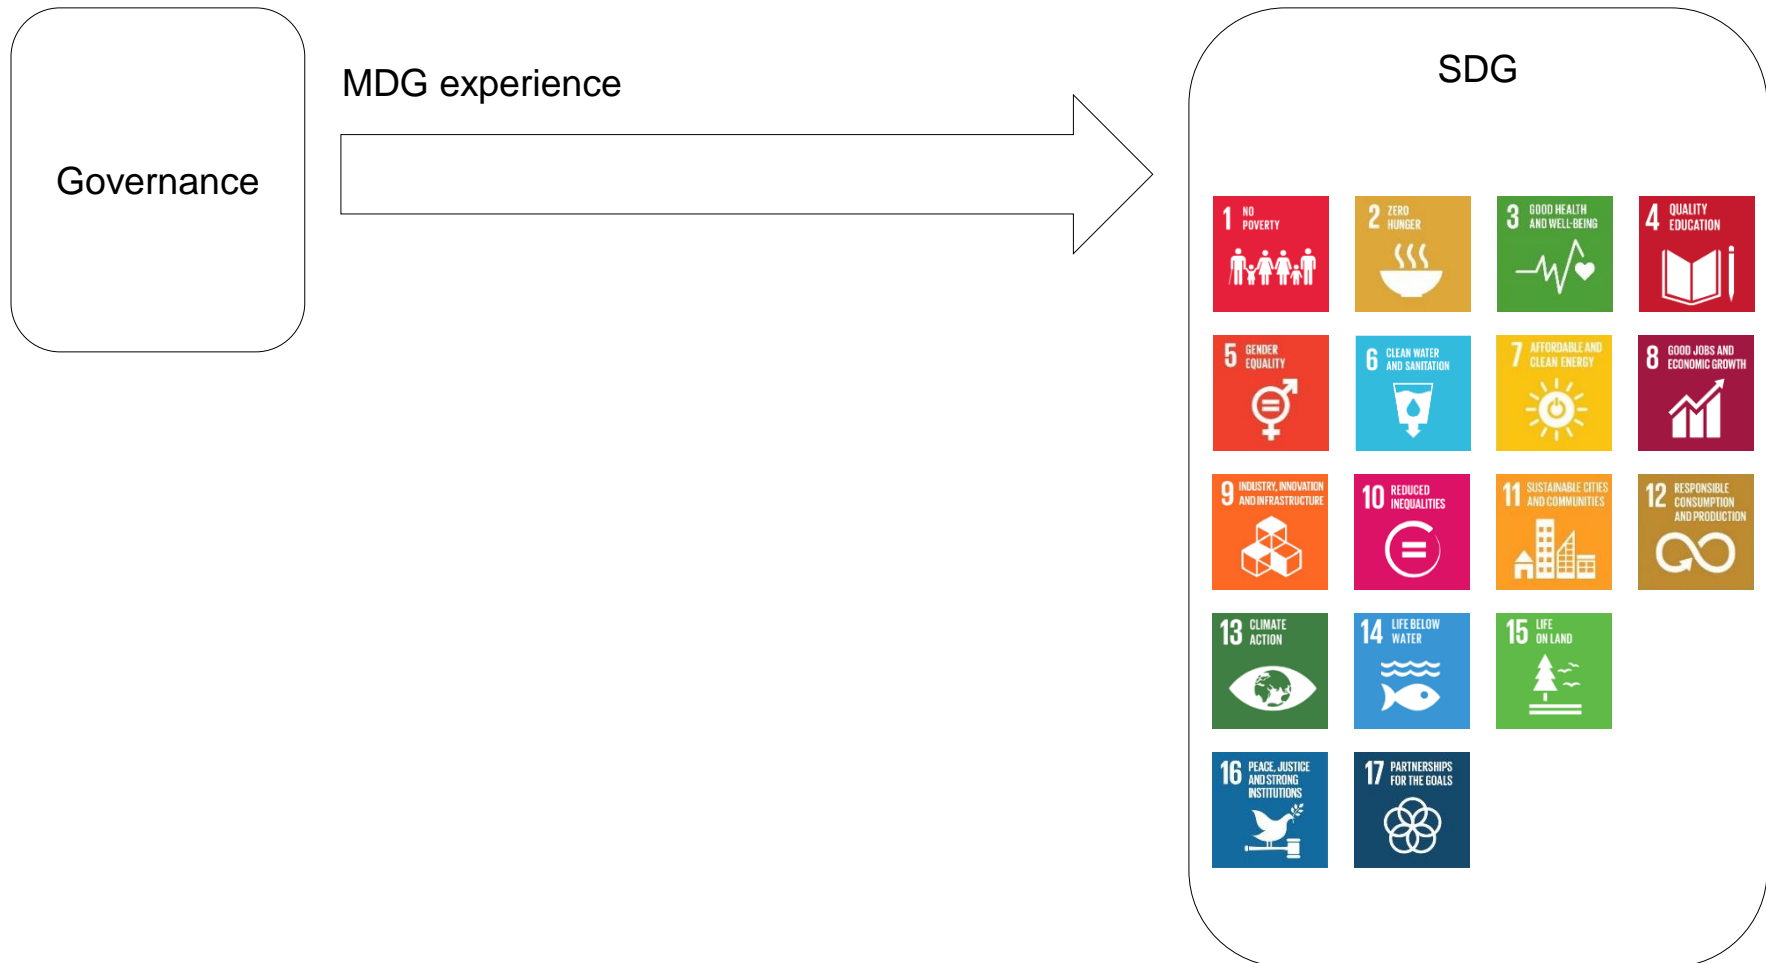 Governance
MDG experience
SDG
1 NO
POVERTY
2 ZERO
HUNGER
3 GOOD HEALTH
AND WELL-BEING
4 QUALITY
EDUCATION
5 GENDER
EQUALITY
6 CLEAN WATER
AND SANITATION
7 AFFORDABLE AND
CLEAN ENERGY
8 GOOD JOBS AND
ECONOMIC GROWTH
9 INDUSTRY, INNOVATION
AND INFRASTRUCTURE
10 REDUCED
INEQUALITIES
11 SUSTAINABLE CITIES
AND COMMUNITIES
12 RESPONSIBLE
CONSUMPTION
AND PRODUCTION
13 CLIMATE
ACTION
14 LIFE BELOW
WATER
15 LIFE
ON LAND
16 PEACE, JUSTICE
AND STRONG
INSTITUTIONS
17 PARTNERSHIPS
FOR THE GOALS